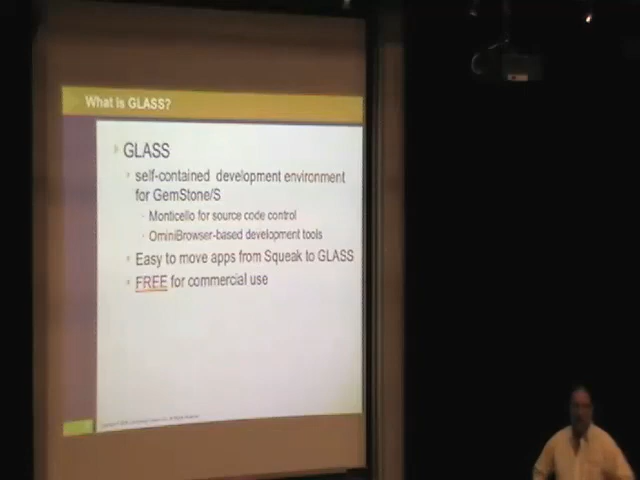 What is GLASS?
GLASS
self-contained development environment
for GemStone/S
Monticello for source code control
OminiBrowser-based development tools
Easy to move apps from Squeak to GLASS
FREE for commercial use